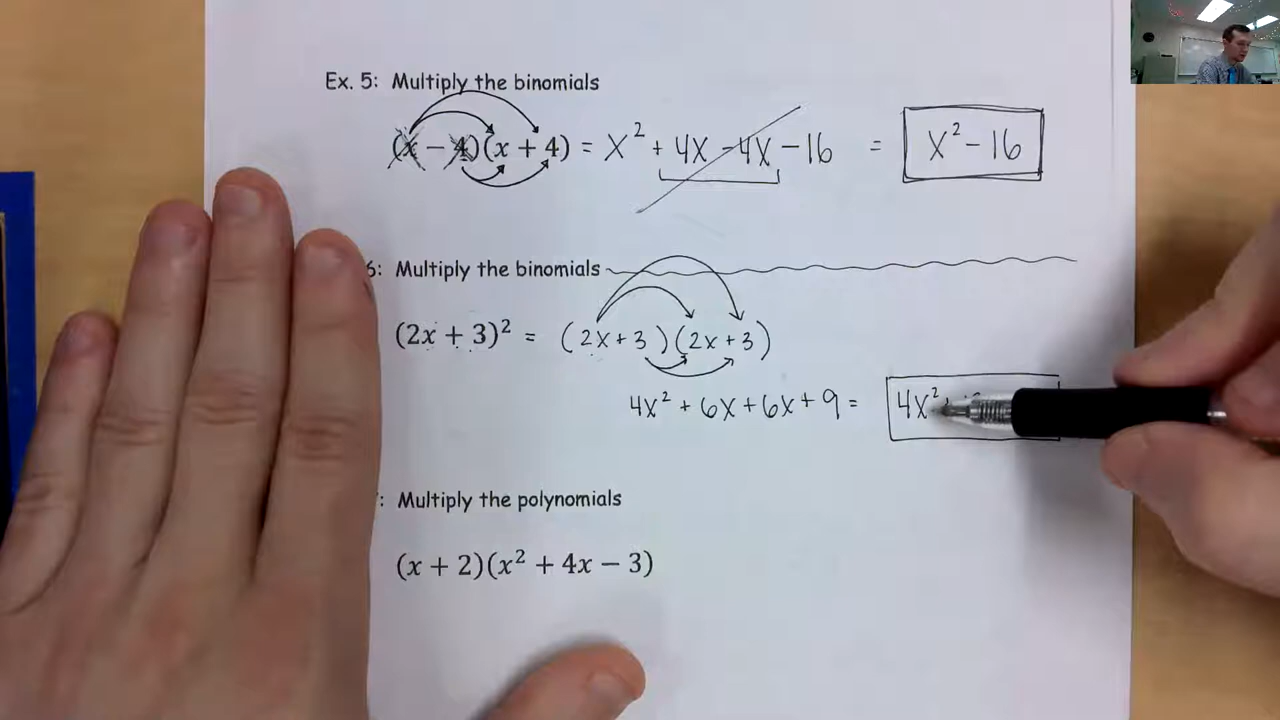 Ex. 5: Multiply the binomials
(x − 4)(x + 4) = x² + 4x − 4x − 16 = x² − 16
6: Multiply the binomials
(2x + 3)² = (2x + 3)(2x + 3)
4x² + 6x + 6x + 9 = 4x²
: Multiply the polynomials
(x + 2)(x² + 4x − 3)